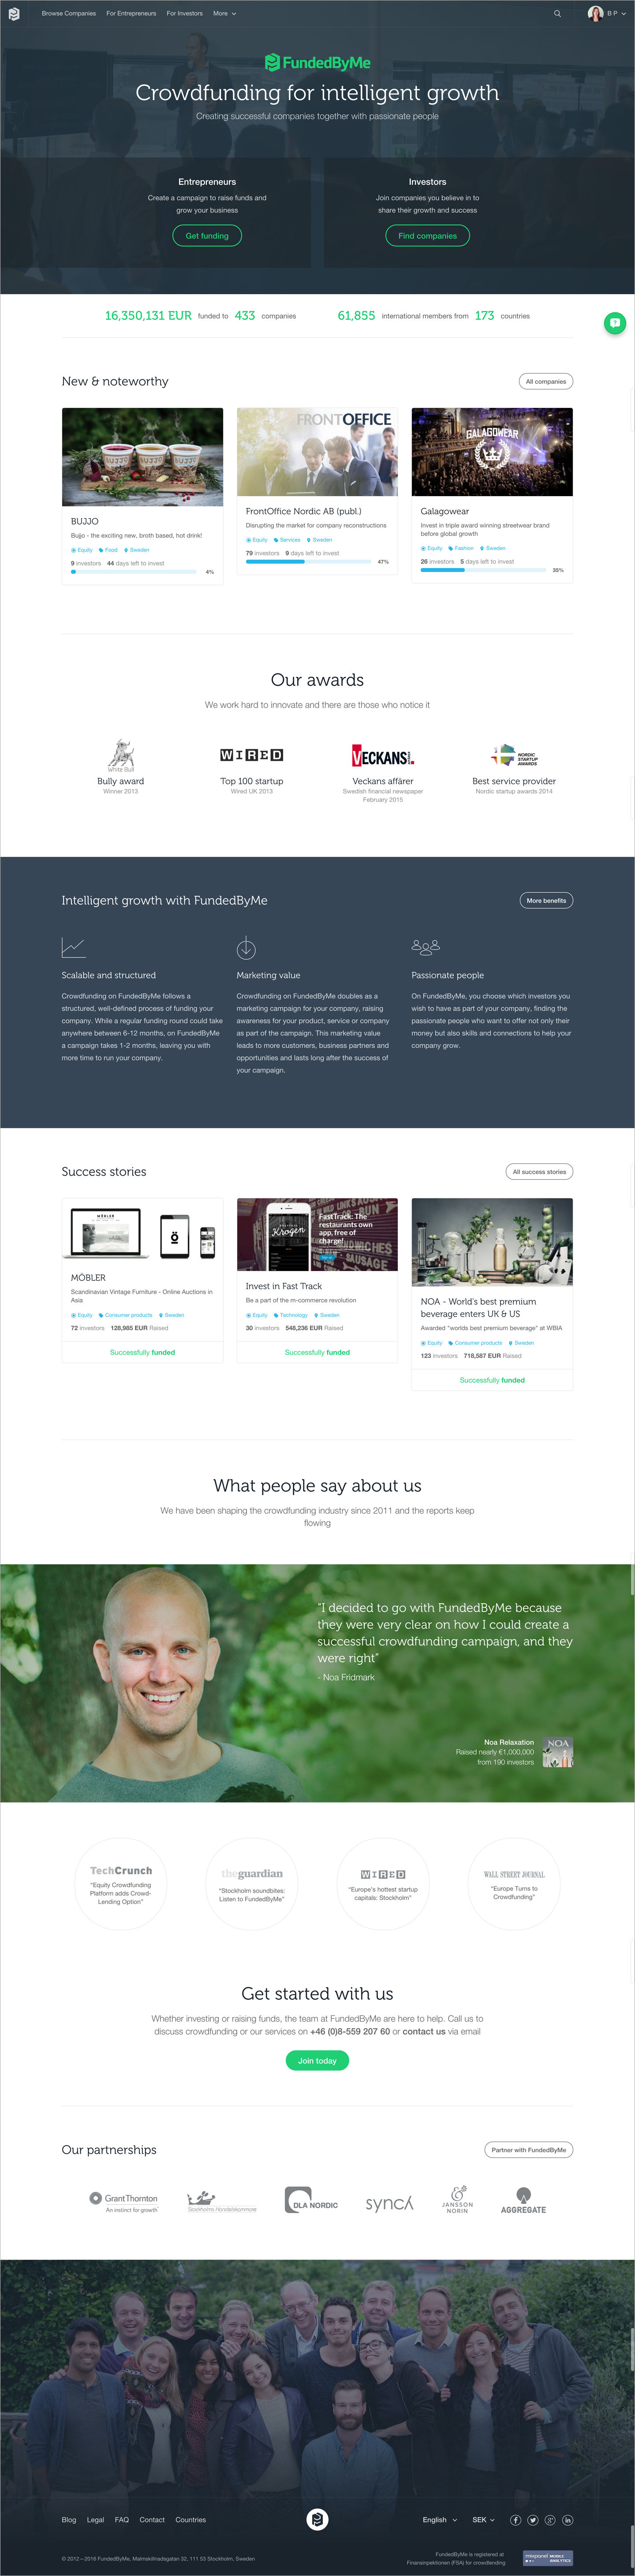 Browse Companies For Entrepreneurs For Investors More B P
FundedByMe
Crowdfunding for intelligent growth
Creating successful companies together with passionate people
Entrepreneurs
Create a campaign to raise funds and
grow your business
Get funding
Investors
Join companies you believe in to
share their growth and success
Find companies
16,350,131 EUR funded to 433 companies 61,855 international members from 173 countries
New & noteworthy All companies
BUJJO BUJJO BUJJO
BUJJO
Bujjo - the exciting new, broth based, hot drink!
Equity Food Sweden
9 investors 44 days left to invest
4%
FRONTOFFICE
FrontOffice Nordic AB (publ.)
Disrupting the market for company reconstructions
Equity Services Sweden
79 investors 9 days left to invest
47%
GALAGOWEAR
Galagowear
Invest in triple award winning streetwear brand
before global growth
Equity Fashion Sweden
26 investors 5 days left to invest
35%
Our awards
We work hard to innovate and there are those who notice it
White Bull
Bully award
Winner 2013
WIRED
Top 100 startup
Wired UK 2013
VECKANS
Veckans affärer
Swedish financial newspaper
February 2015
NORDIC
STARTUP
AWARDS
Best service provider
Nordic startup awards 2014
Intelligent growth with FundedByMe More benefits
Scalable and structured
Crowdfunding on FundedByMe follows a
structured, well-defined process of funding your
company. While a regular funding round could take
anywhere between 6-12 months, on FundedByMe
a campaign takes 1-2 months, leaving you with
more time to run your company.
Marketing value
Crowdfunding on FundedByMe doubles as a
marketing campaign for your company, raising
awareness for your product, service or company
as part of the campaign. This marketing value
leads to more customers, business partners and
opportunities and lasts long after the success of
your campaign.
Passionate people
On FundedByMe, you choose which investors you
wish to have as part of your company, finding the
passionate people who want to offer not only their
money but also skills and connections to help your
company grow.
Success stories All success stories
MÖBLER
MÖBLER
Scandinavian Vintage Furniture - Online Auctions in
Asia
Equity Consumer products Sweden
72 investors 128,985 EUR Raised
Successfully funded
Krogen
FastTrack: The
restaurants own
app, free of
charge!
SANDWICHES
SAUSAGE
Invest in Fast Track
Be a part of the m-commerce revolution
Equity Technology Sweden
30 investors 548,236 EUR Raised
Successfully funded
NOA - World's best premium
beverage enters UK & US
Awarded "worlds best premium beverage" at WBIA
Equity Consumer products Sweden
123 investors 718,587 EUR Raised
Successfully funded
What people say about us
We have been shaping the crowdfunding industry since 2011 and the reports keep
flowing
"I decided to go with FundedByMe because
they were very clear on how I could create a
successful crowdfunding campaign, and they
were right"
- Noa Fridmark
Noa Relaxation
Raised nearly €1,000,000
from 190 investors
NOA
TechCrunch
"Equity Crowdfunding
Platform adds Crowd-
Lending Option"
theguardian
"Stockholm soundbites:
Listen to FundedByMe"
WIRED
"Europe's hottest startup
capitals: Stockholm"
WALL STREET JOURNAL
"Europe Turns to
Crowdfunding"
Get started with us
Whether investing or raising funds, the team at FundedByMe are here to help. Call us to
discuss crowdfunding or our services on +46 (0)8-559 207 60 or contact us via email
Join today
Our partnerships Partner with FundedByMe
GrantThornton
An instinct for growth
Stockholms Handelskammare
DLA NORDIC
synch
JANSSON
NORIN
AGGREGATE
Blog Legal FAQ Contact Countries English SEK
© 2012—2016 FundedByMe, Malmskillnadsgatan 32, 111 53 Stockholm, Sweden
FundedByMe is registered at
Finansinspektionen (FSA) for crowdlending
mixpanel MOBILE
ANALYTICS